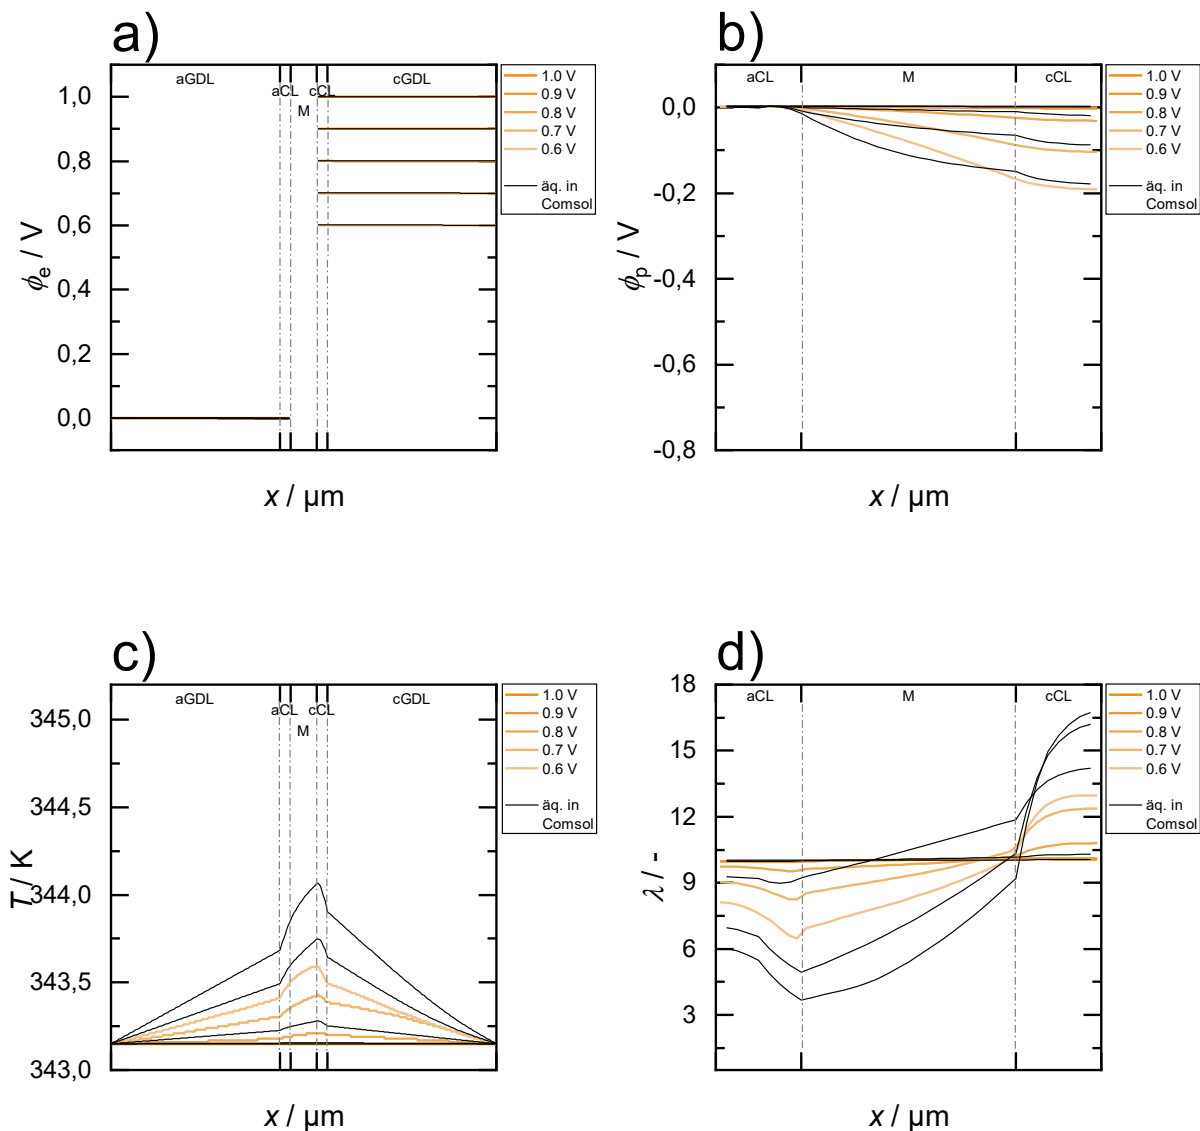 a)
aGDL
aCL
cCL
cGDL
M
1,0
0,8
0,6
0,4
0,2
0,0
ϕe / V
x / µm
1.0 V
0.9 V
0.8 V
0.7 V
0.6 V
äq. in
Comsol
b)
aCL
M
cCL
0,0
-0,2
-0,4
-0,6
-0,8
ϕp / V
x / µm
1.0 V
0.9 V
0.8 V
0.7 V
0.6 V
äq. in
Comsol
c)
aGDL
aCL
cCL
cGDL
M
345,0
344,5
344,0
343,5
343,0
T / K
x / µm
1.0 V
0.9 V
0.8 V
0.7 V
0.6 V
äq. in
Comsol
d)
aCL
M
cCL
18
15
12
9
6
3
λ / -
x / µm
1.0 V
0.9 V
0.8 V
0.7 V
0.6 V
äq. in
Comsol